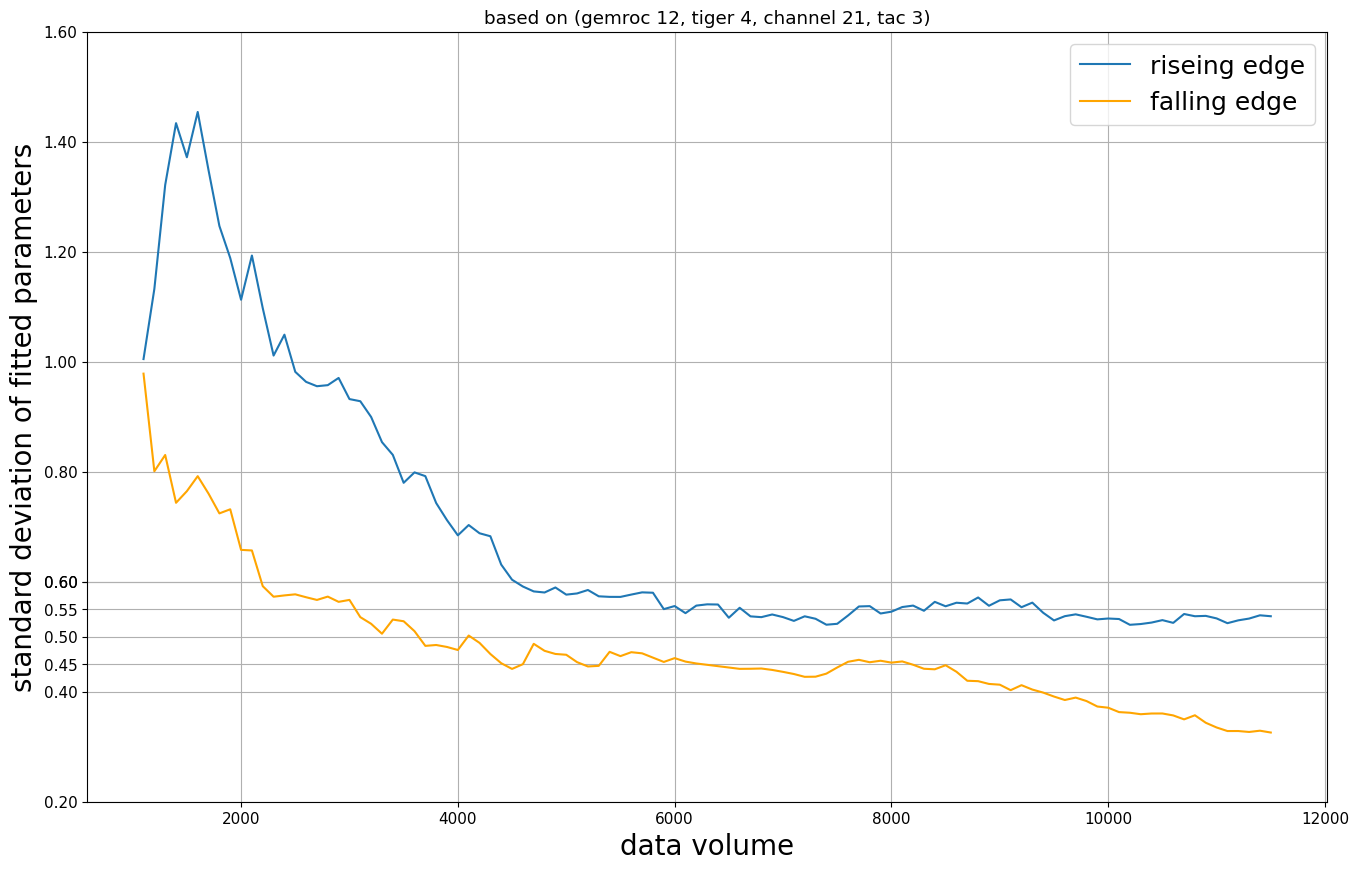 based on (gemroc 12, tiger 4, channel 21, tac 3)
riseing edge
falling edge
standard deviation of fitted parameters
1.60
1.40
1.20
1.00
0.80
0.60
0.55
0.50
0.45
0.40
0.20
2000 4000 6000 8000 10000 12000
data volume